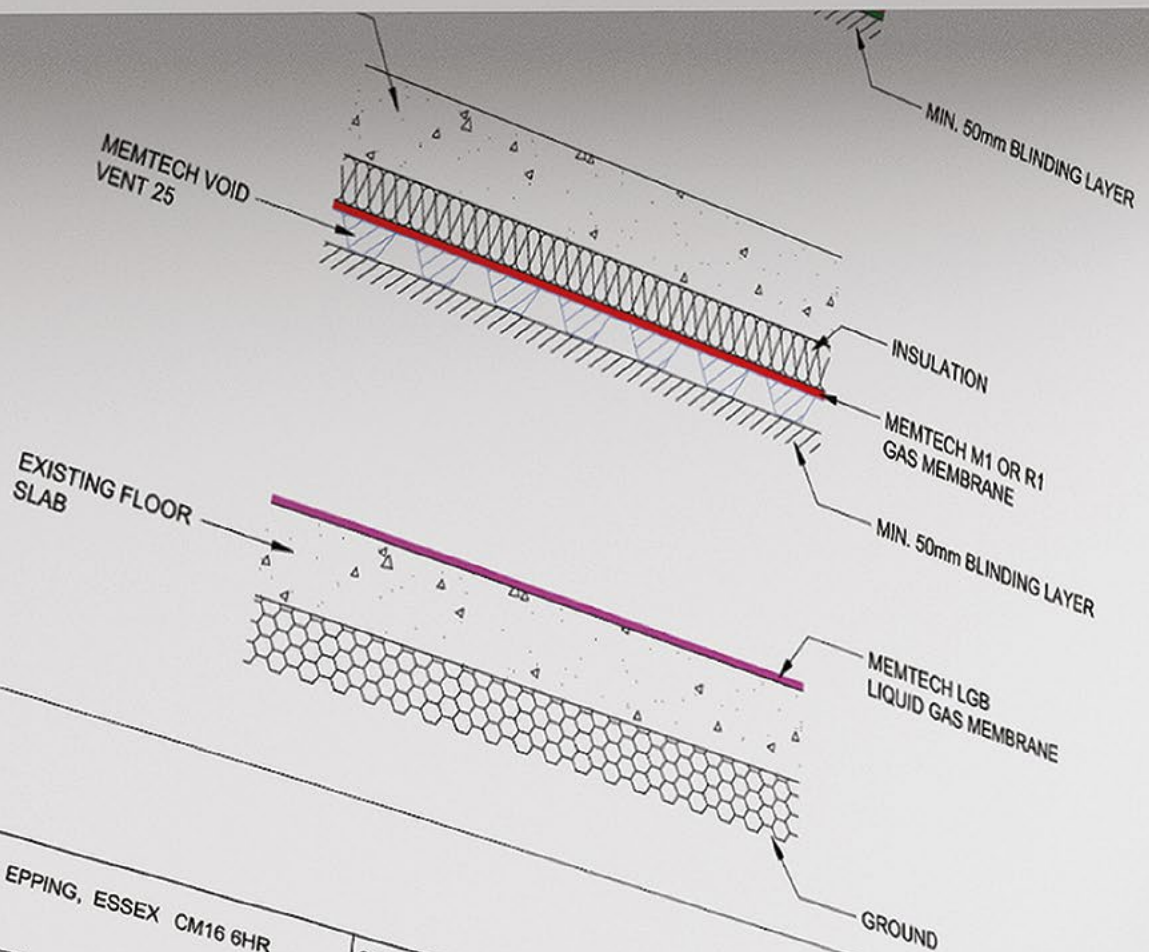 MIN. 50mm BLINDING LAYER
MEMTECH VOID
VENT 25
INSULATION
MEMTECH M1 OR R1
GAS MEMBRANE
MIN. 50mm BLINDING LAYER
EXISTING FLOOR
SLAB
MEMTECH LGB
LIQUID GAS MEMBRANE
GROUND
EPPING, ESSEX CM16 6HR